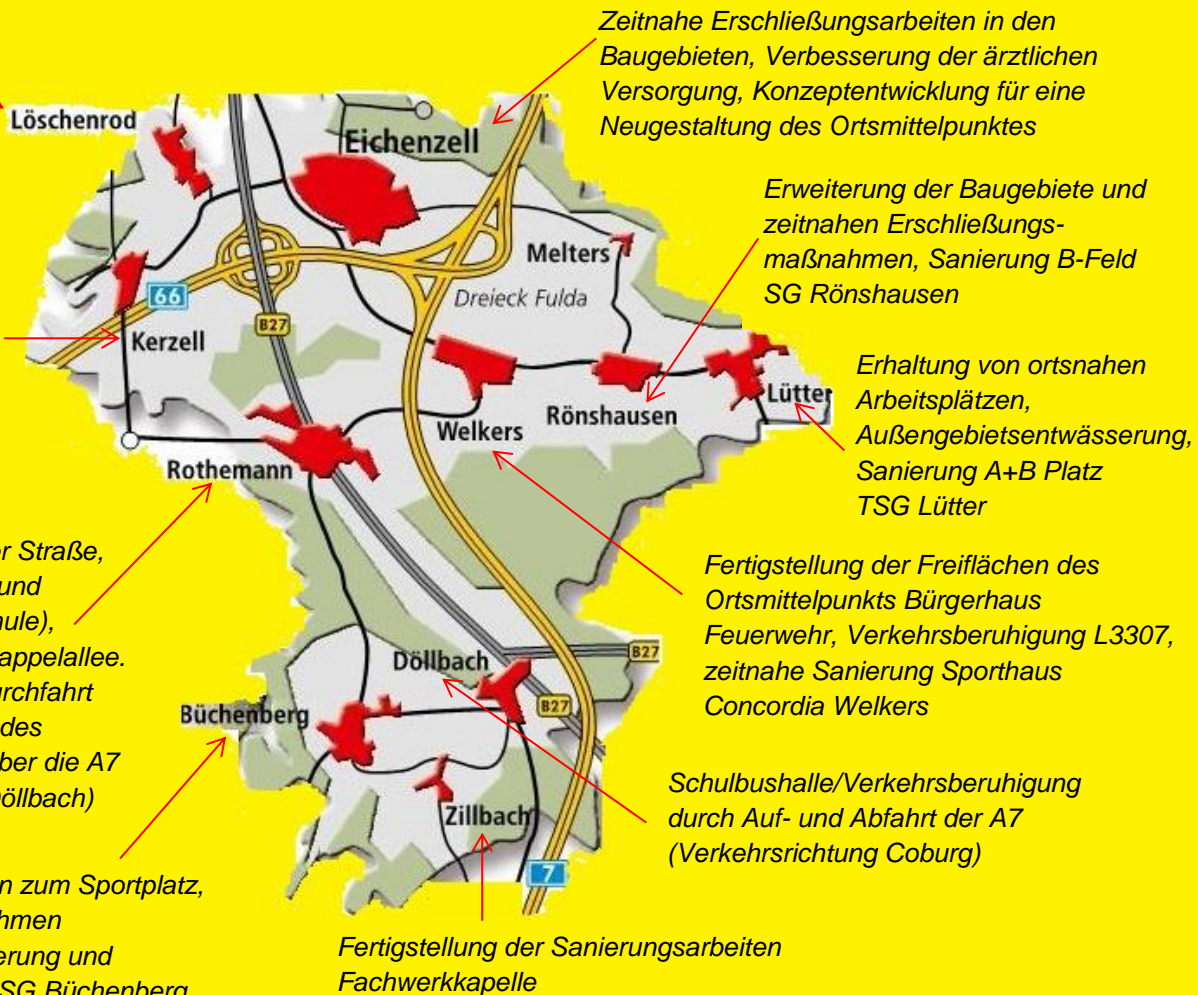 Zeitnahe Erschließungsarbeiten in den
Baugebieten, Verbesserung der ärztlichen
Versorgung, Konzeptentwicklung für eine
Neugestaltung des Ortsmittelpunktes
Löschenrod
Eichenzell
Erweiterung der Baugebiete und
zeitnahen Erschließungs-
maßnahmen, Sanierung B-Feld
SG Rönshausen
Melters
66
Dreieck Fulda
B27
Kerzell
Erhaltung von ortsnahen
Arbeitsplätzen,
Außengebietsentwässerung,
Sanierung A+B Platz
TSG Lütter
Lütter
Rönshausen
Welkers
Rothemann
er Straße,
und
hule),
appelallee.
urchfahrt
des
ber die A7
Döllbach)
Fertigstellung der Freiflächen des
Ortsmittelpunkts Bürgerhaus
Feuerwehr, Verkehrsberuhigung L3307,
zeitnahe Sanierung Sporthaus
Concordia Welkers
B27
Döllbach
B27
Büchenberg
Schulbushalle/Verkehrsberuhigung
durch Auf- und Abfahrt der A7
(Verkehrsrichtung Coburg)
Zillbach
7
n zum Sportplatz,
hmen
erung und
SG Büchenberg
Fertigstellung der Sanierungsarbeiten
Fachwerkkapelle